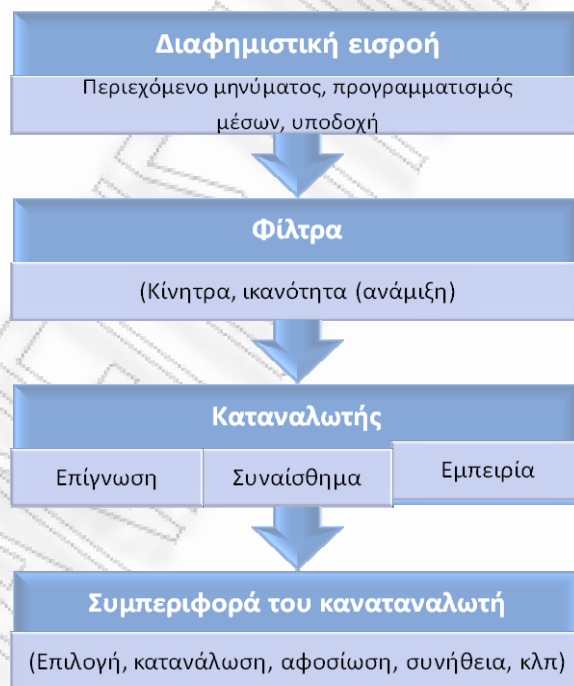 Διαφημιστική εισροή
Περιεχόμενο μηνύματος, προγραμματισμός
μέσων, υποδοχή
Φίλτρα
(Κίνητρα, ικανότητα (ανάμιξη)
Καταναλωτής
Επίγνωση Συναίσθημα Εμπειρία
Συμπεριφορά του καναταναλωτή
(Επιλογή, κατανάλωση, αφοσίωση, συνήθεια, κλπ)